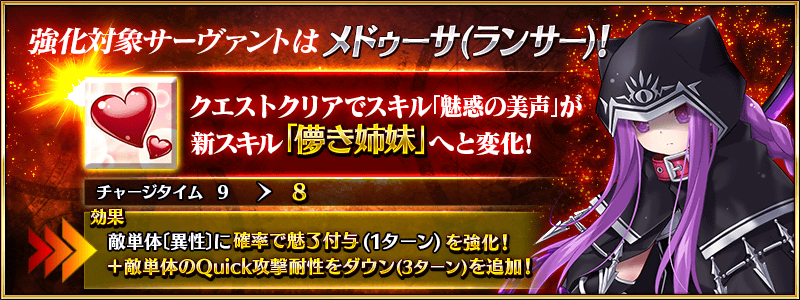 強化対象サーヴァントは メドゥーサ(ランサー)!
クエストクリアでスキル「魅惑の美声」が
新スキル「儚き姉妹」へと変化!
チャージタイム 9 > 8
効果
敵単体〔異性〕に確率で魅了付与(1ターン)を強化!
+敵単体のQuick攻撃耐性をダウン(3ターン)を追加!